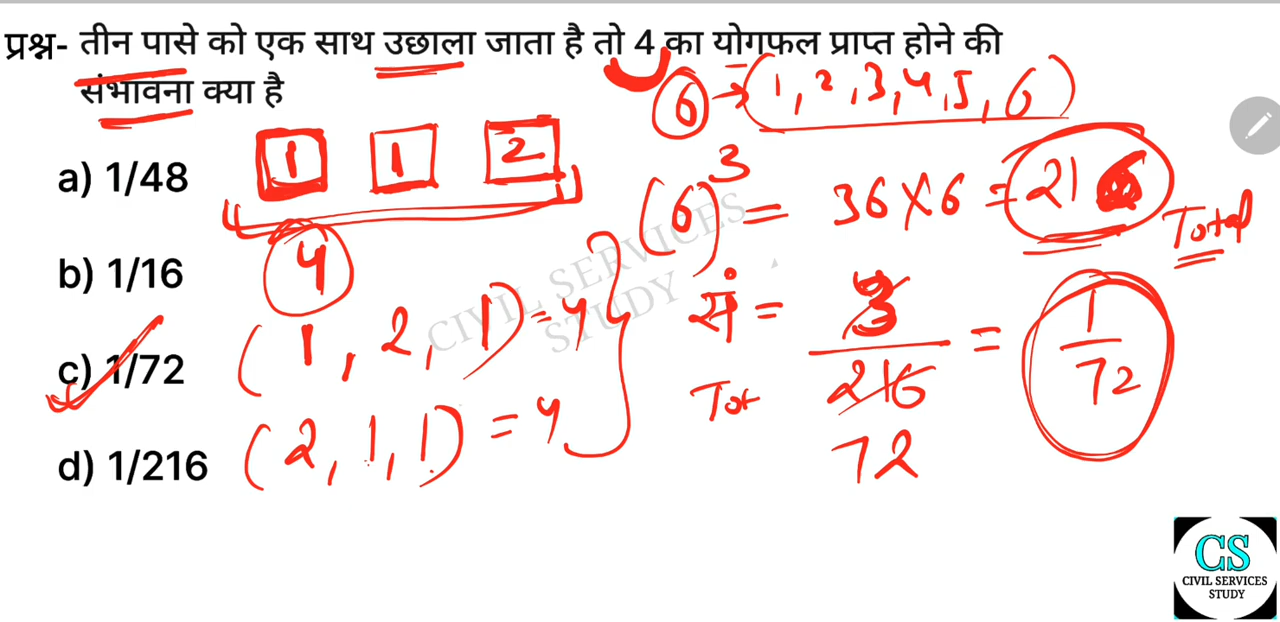 प्रश्न- तीन पासे को एक साथ उछाला जाता है तो 4 का योगफल प्राप्त होने की
संभावना क्या है
6 → (1, 2, 3, 4, 5, 6)
a) 1/48
1 1 2
(6)³ = 36 × 6 = 216
Total
b) 1/16
4
(1, 2, 1) = 4
सं = 3/216 = 1/72
c) 1/72
Tot
72
(2, 1, 1) = 4
d) 1/216
CIVIL SERVICES
STUDY
CS
CIVIL SERVICES
STUDY